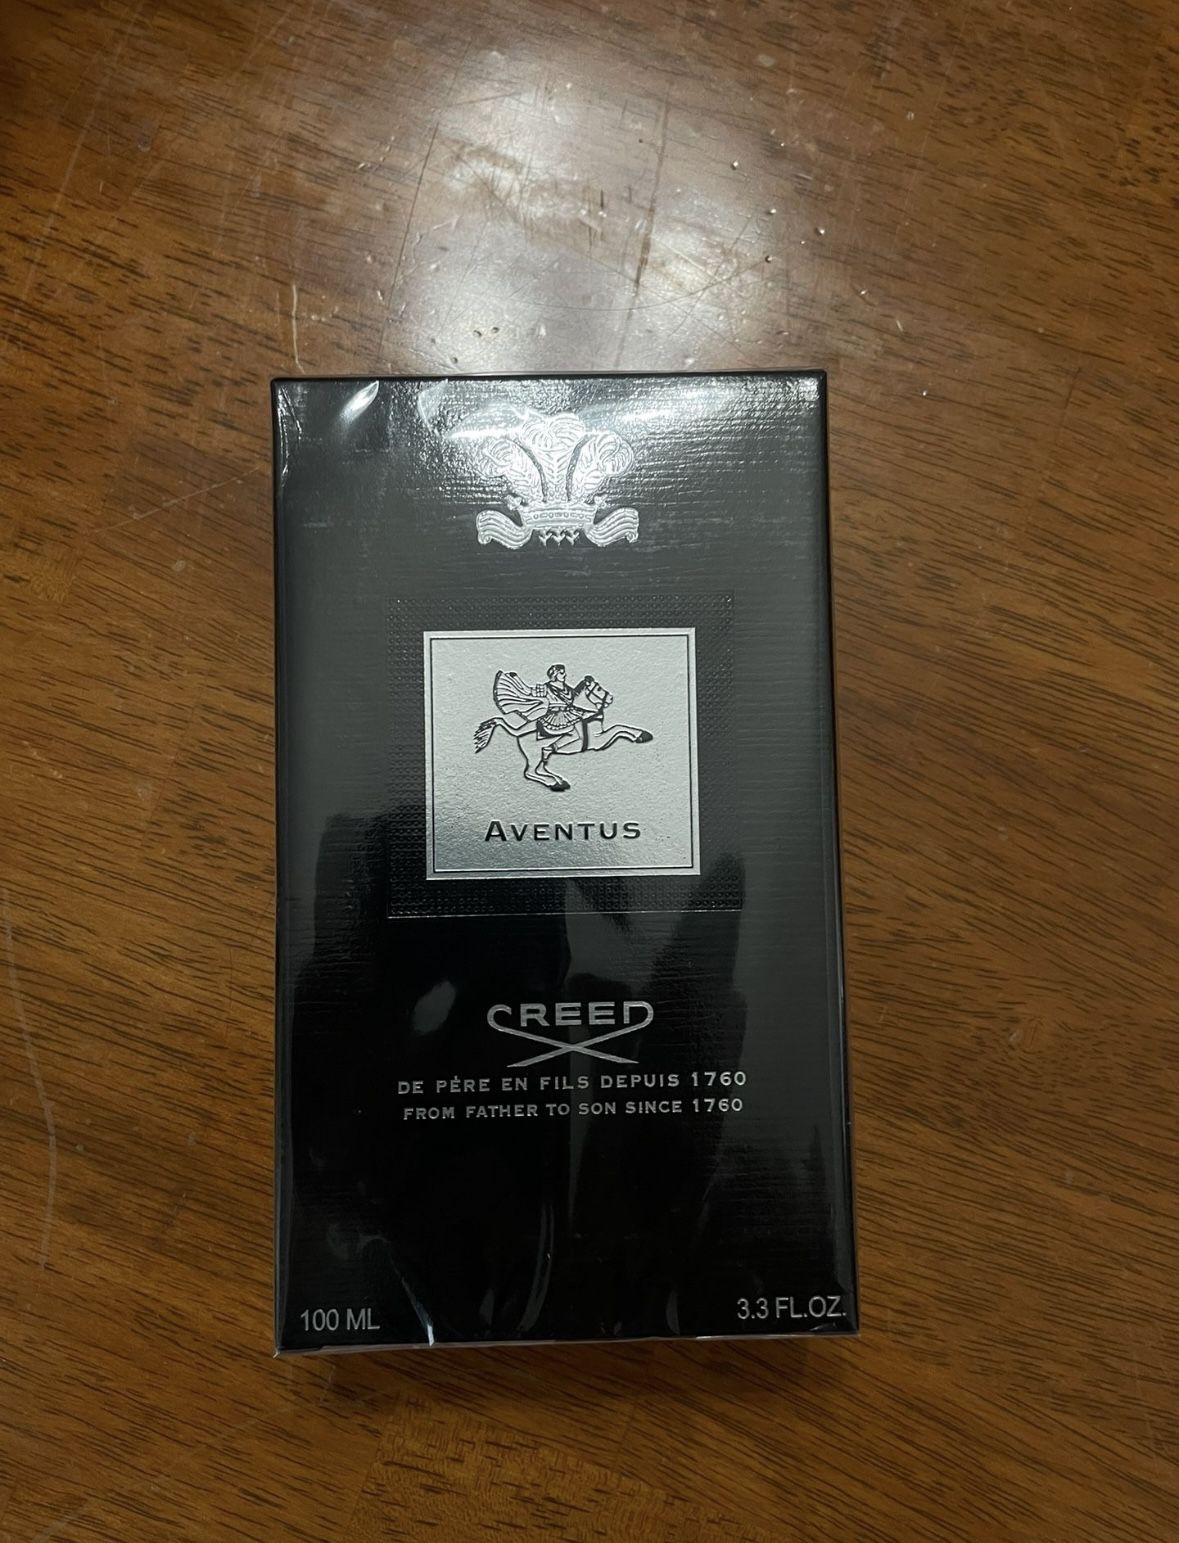 AVENTUS
CREED
DE PÈRE EN FILS DEPUIS 1760
FROM FATHER TO SON SINCE 1760
100 ML
3.3 FL.OZ.